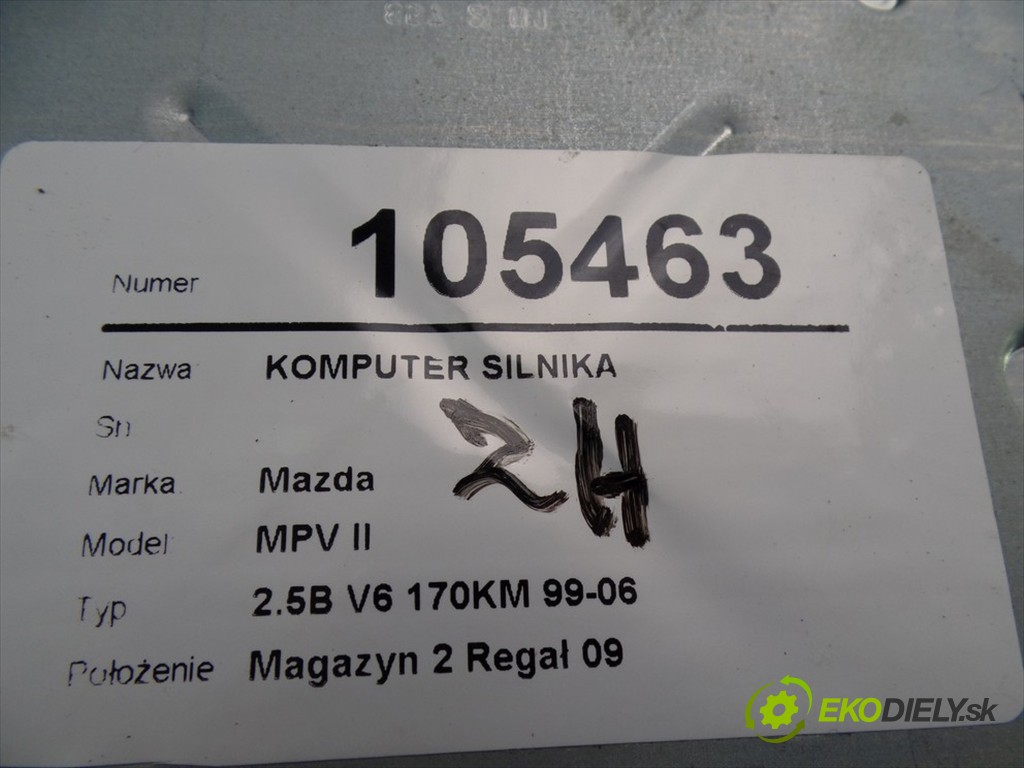 Numer 105463
Nazwa KOMPUTER SILNIKA
Sn
24
Marka Mazda
Model MPV II
Typ 2.5B V6 170KM 99-06
Położenie Magazyn 2 Regał 09
EKODIELY.sk